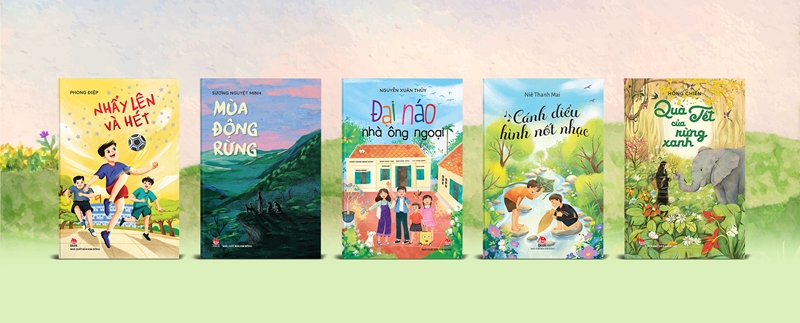 PHONG ĐIỆP
NHẢY LÊN
VÀ HÉT
SƯƠNG NGUYỆT MINH
MÙA
ĐỘNG
RỪNG
NGUYỄN XUÂN THỦY
Đại náo
nhà ông ngoại
Niê Thanh Mai
Cánh diều
hình nốt nhạc
HỒNG CHIẾN
Quà Tết
của
rừng
xanh